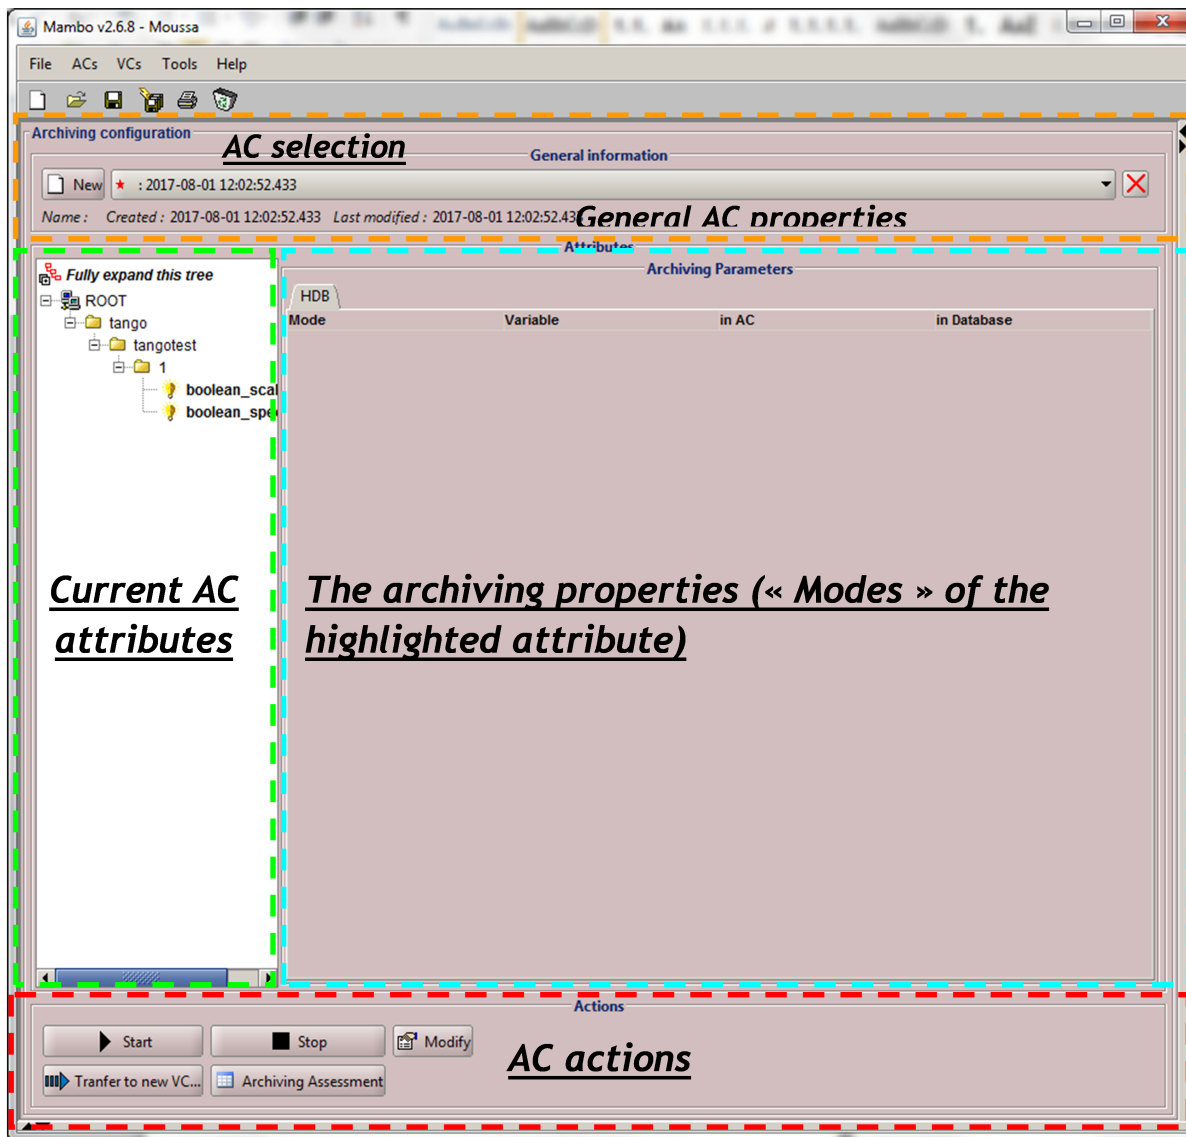 Mambo v2.6.8 - Moussa
File ACs VCs Tools Help
Archiving configuration
AC selection
General information
New : 2017-08-01 12:02:52.433
Name : Created : 2017-08-01 12:02:52.433 Last modified : 2017-08-01 12:02:52.433
General AC properties
Attributes
Fully expand this tree
Archiving Parameters
ROOT
HDB
tango
Mode Variable in AC in Database
tangotest
1
boolean_scal
boolean_spe
Current AC
attributes
The archiving properties (« Modes » of the
highlighted attribute)
Actions
Start Stop Modify
AC actions
Tranfer to new VC... Archiving Assessment